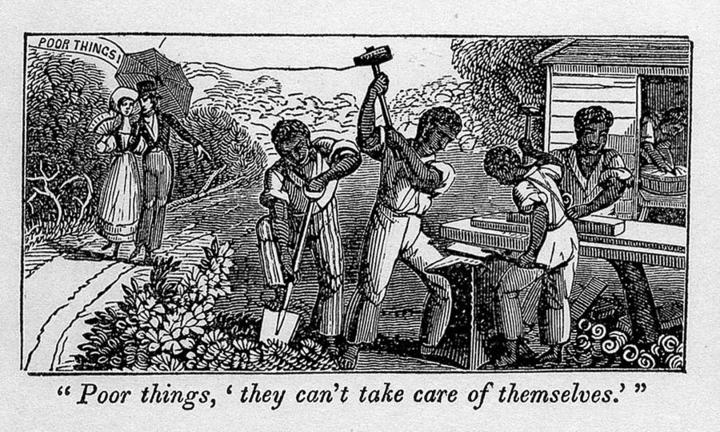 POOR THINGS!
“ Poor things, ‘ they can’t take care of themselves.’ ”